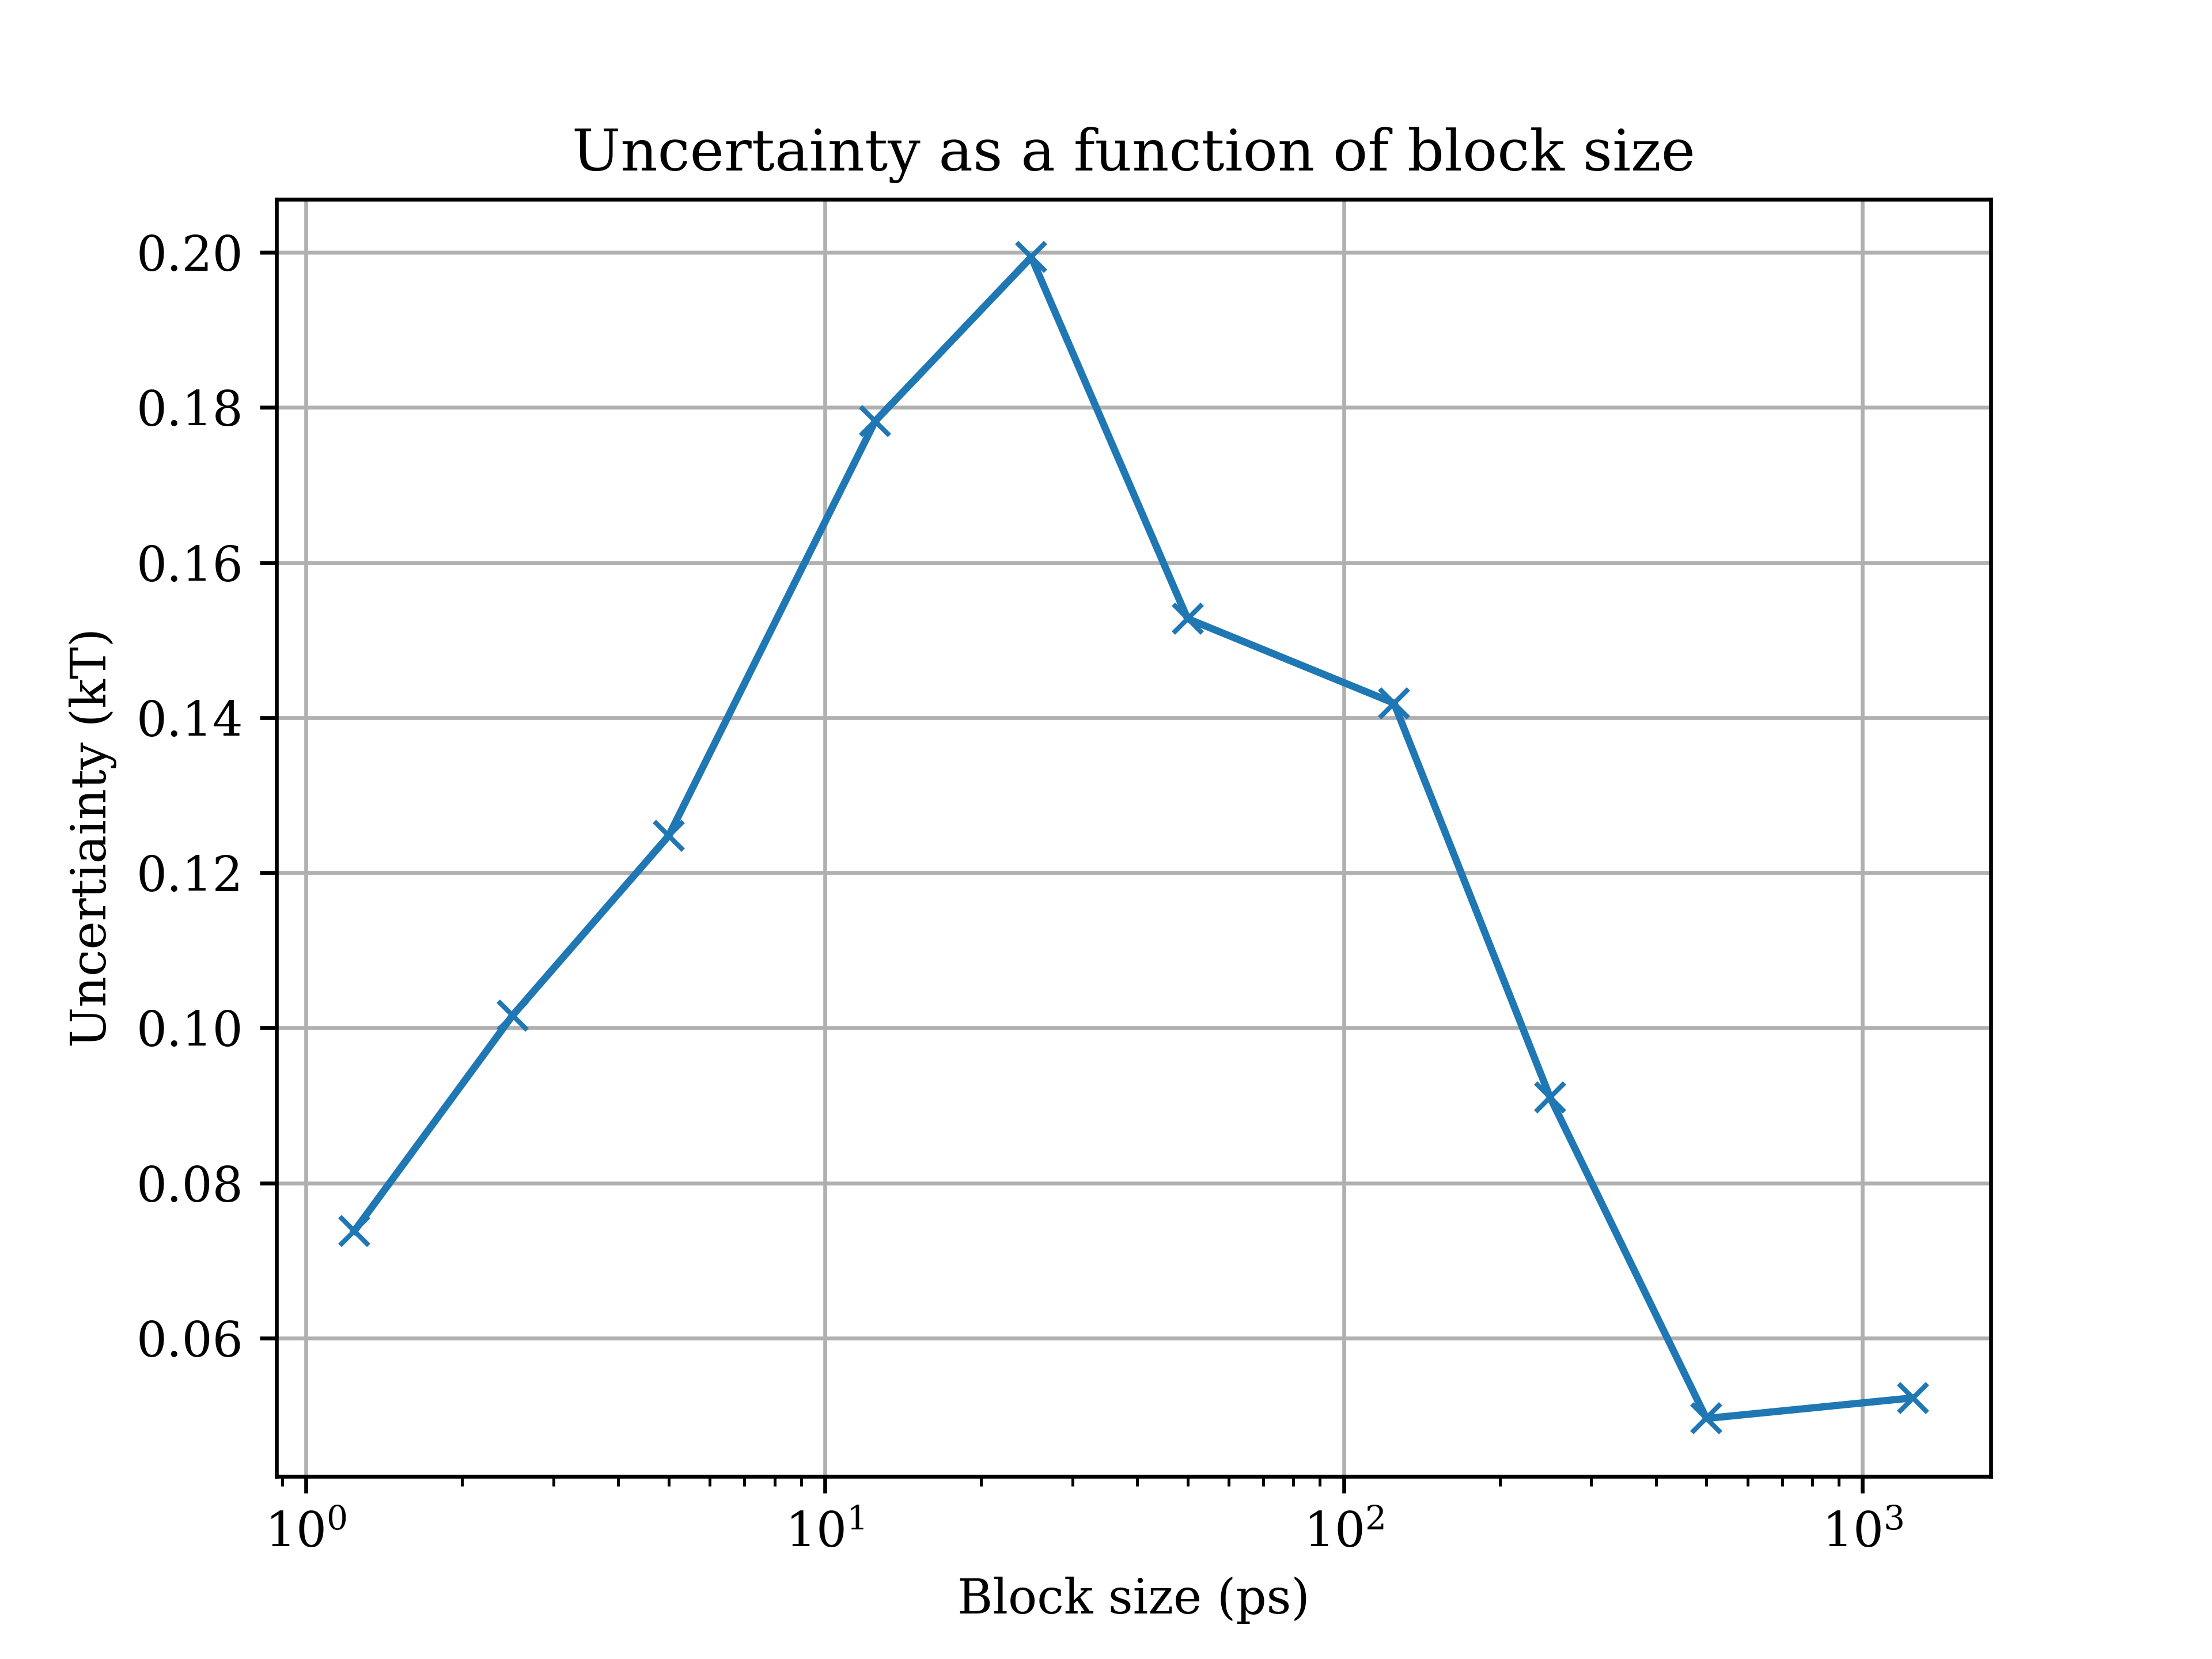 Uncertainty as a function of block size
Uncertiainty (kT)
0.20
0.18
0.16
0.14
0.12
0.10
0.08
0.06
10⁰ 10¹ 10² 10³
Block size (ps)